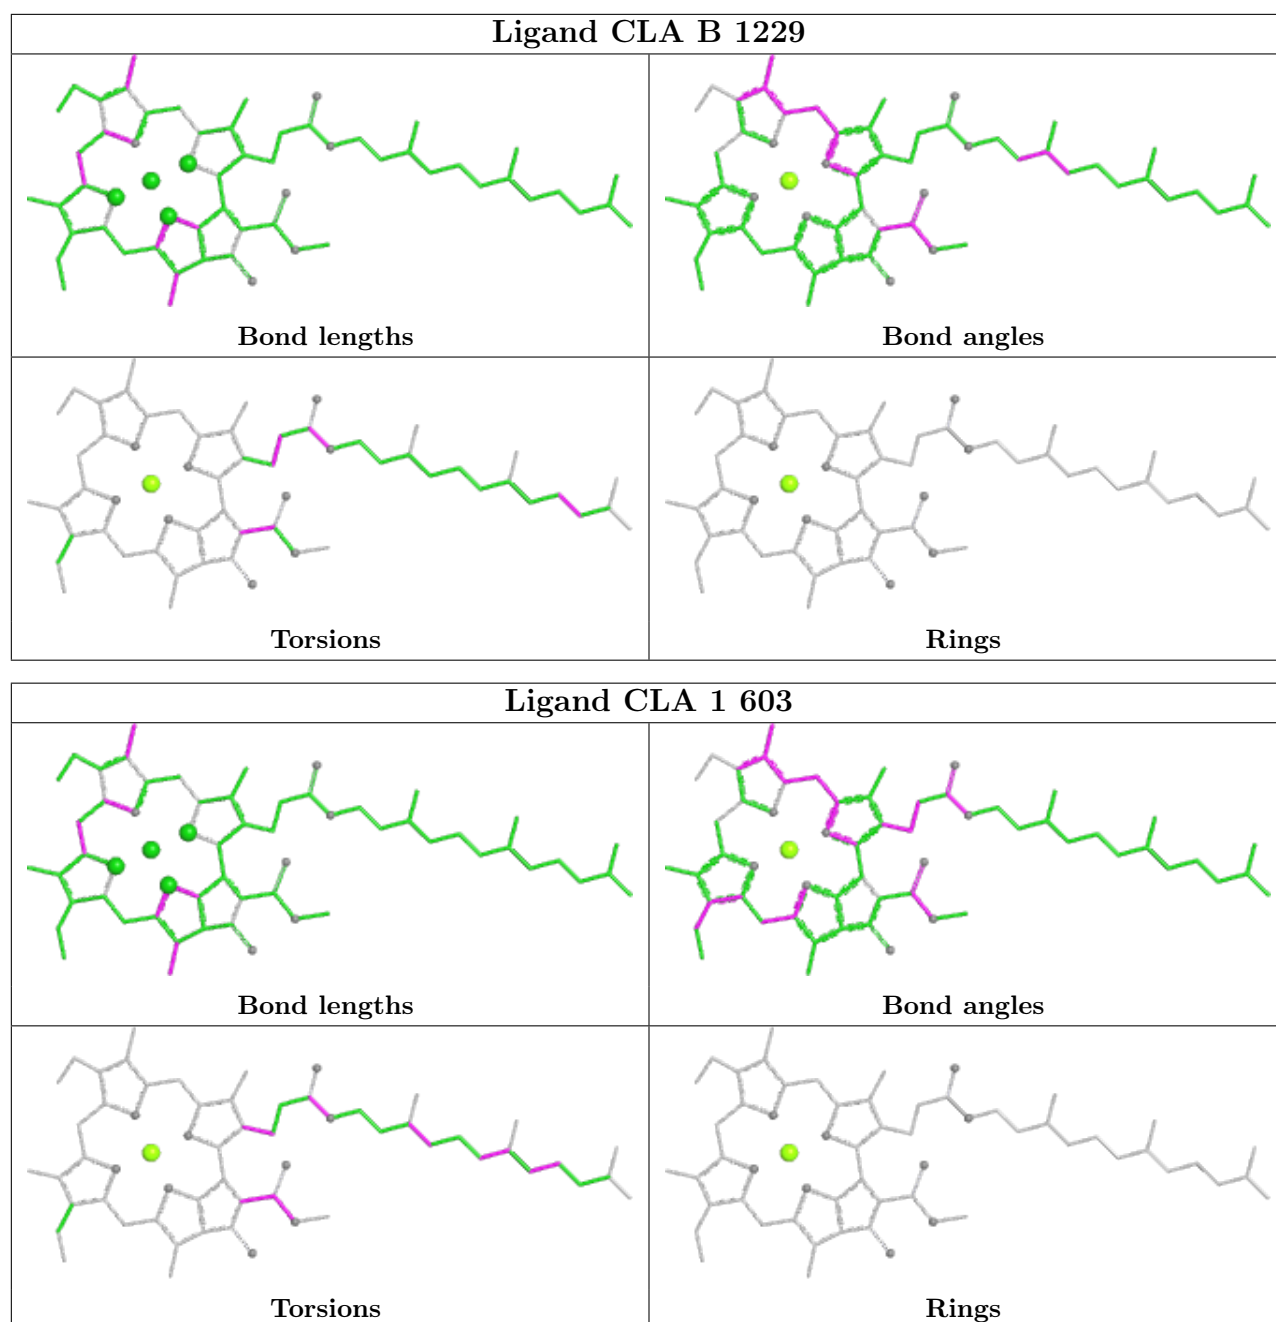 Ligand CLA B 1229
Bond lengths
Bond angles
Torsions
Rings
Ligand CLA 1 603
Bond lengths
Bond angles
Torsions
Rings